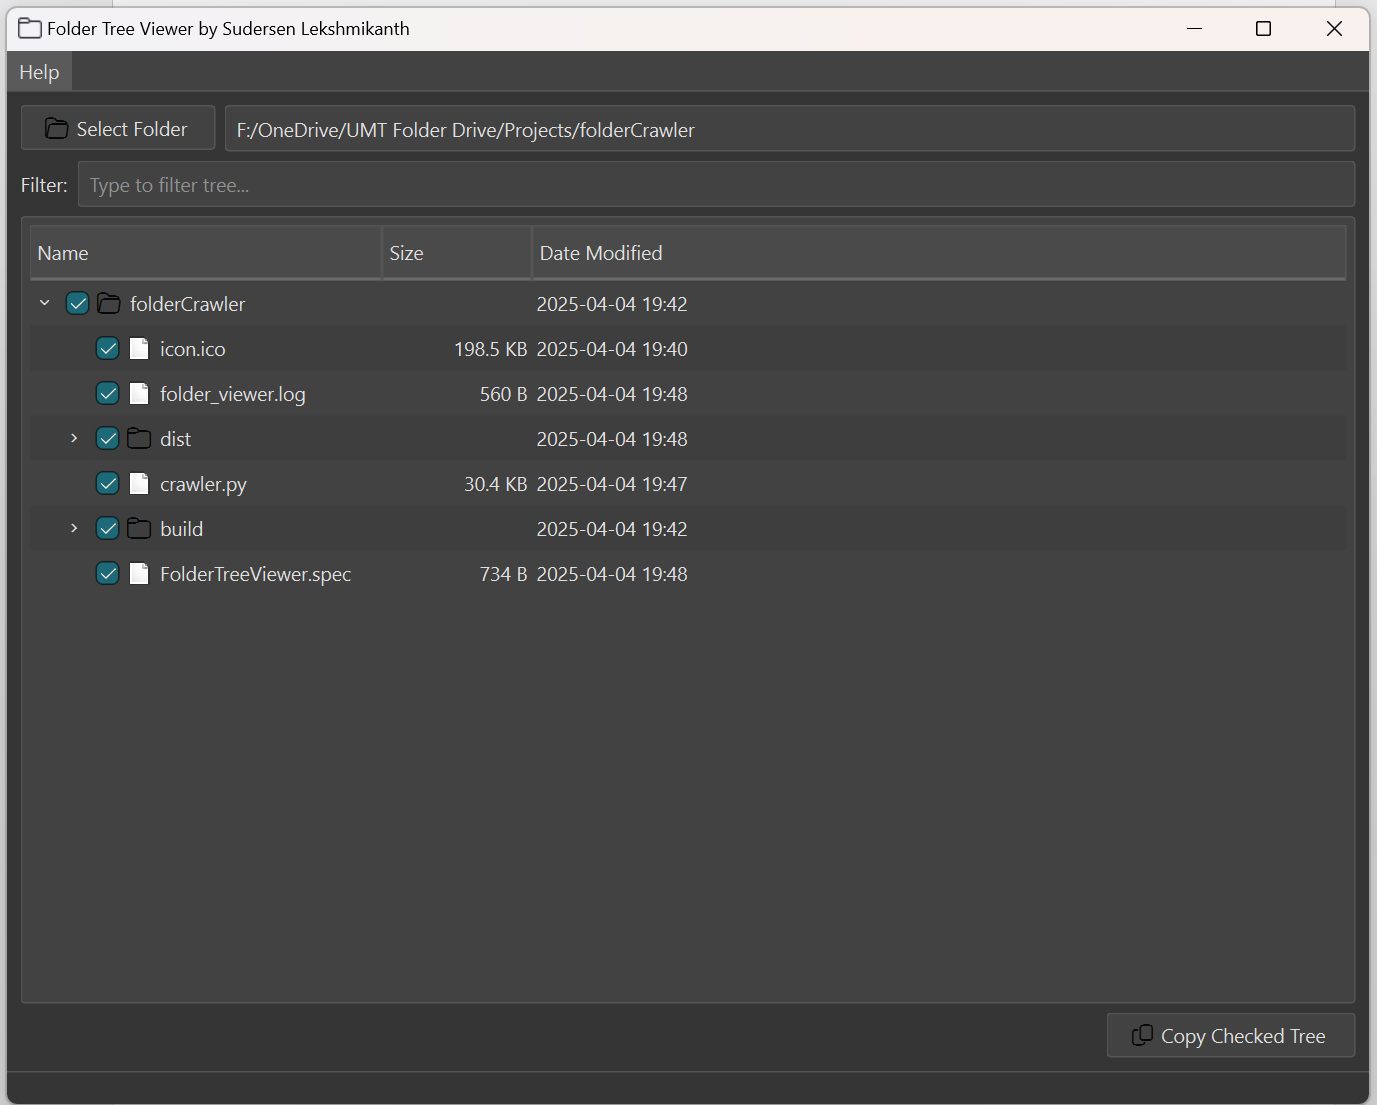 Folder Tree Viewer by Sudersen Lekshmikanth
Help
Select Folder F:/OneDrive/UMT Folder Drive/Projects/folderCrawler
Filter: Type to filter tree...
Name Size Date Modified
folderCrawler 2025-04-04 19:42
icon.ico 198.5 KB 2025-04-04 19:40
folder_viewer.log 560 B 2025-04-04 19:48
dist 2025-04-04 19:48
crawler.py 30.4 KB 2025-04-04 19:47
build 2025-04-04 19:42
FolderTreeViewer.spec 734 B 2025-04-04 19:48
Copy Checked Tree